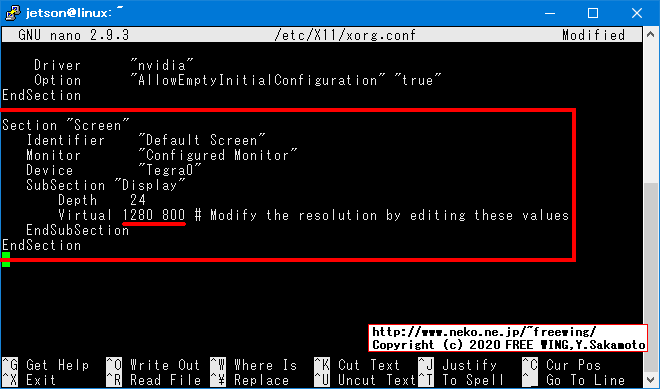 jetson@linux: ~
GNU nano 2.9.3 /etc/X11/xorg.conf Modified
Driver "nvidia"
Option "AllowEmptyInitialConfiguration" "true"
EndSection
Section "Screen"
Identifier "Default Screen"
Monitor "Configured Monitor"
Device "Tegra0"
SubSection "Display"
Depth 24
Virtual 1280 800 # Modify the resolution by editing these values
EndSubSection
EndSection
http://www.neko.ne.jp/~freewing/
Copyright (c) 2020 FREE WING,Y.Sakamoto
^G Get Help ^O Write Out ^W Where Is ^K Cut Text ^J Justify ^C Cur Pos
^X Exit ^R Read File ^¥ Replace ^U Uncut Text ^T To Spell ^_ Go To Line